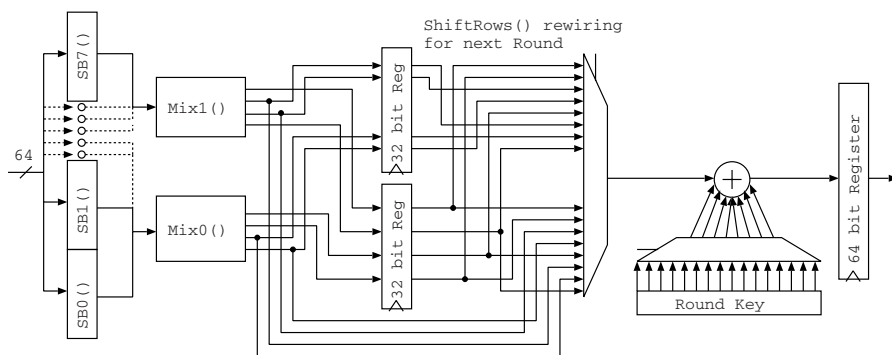 ShiftRows() rewiring
for next Round
SB7()
Mix1()
32 bit Reg
64
SB1()
Mix0()
32 bit Reg
64 bit Register
SB0()
Round Key